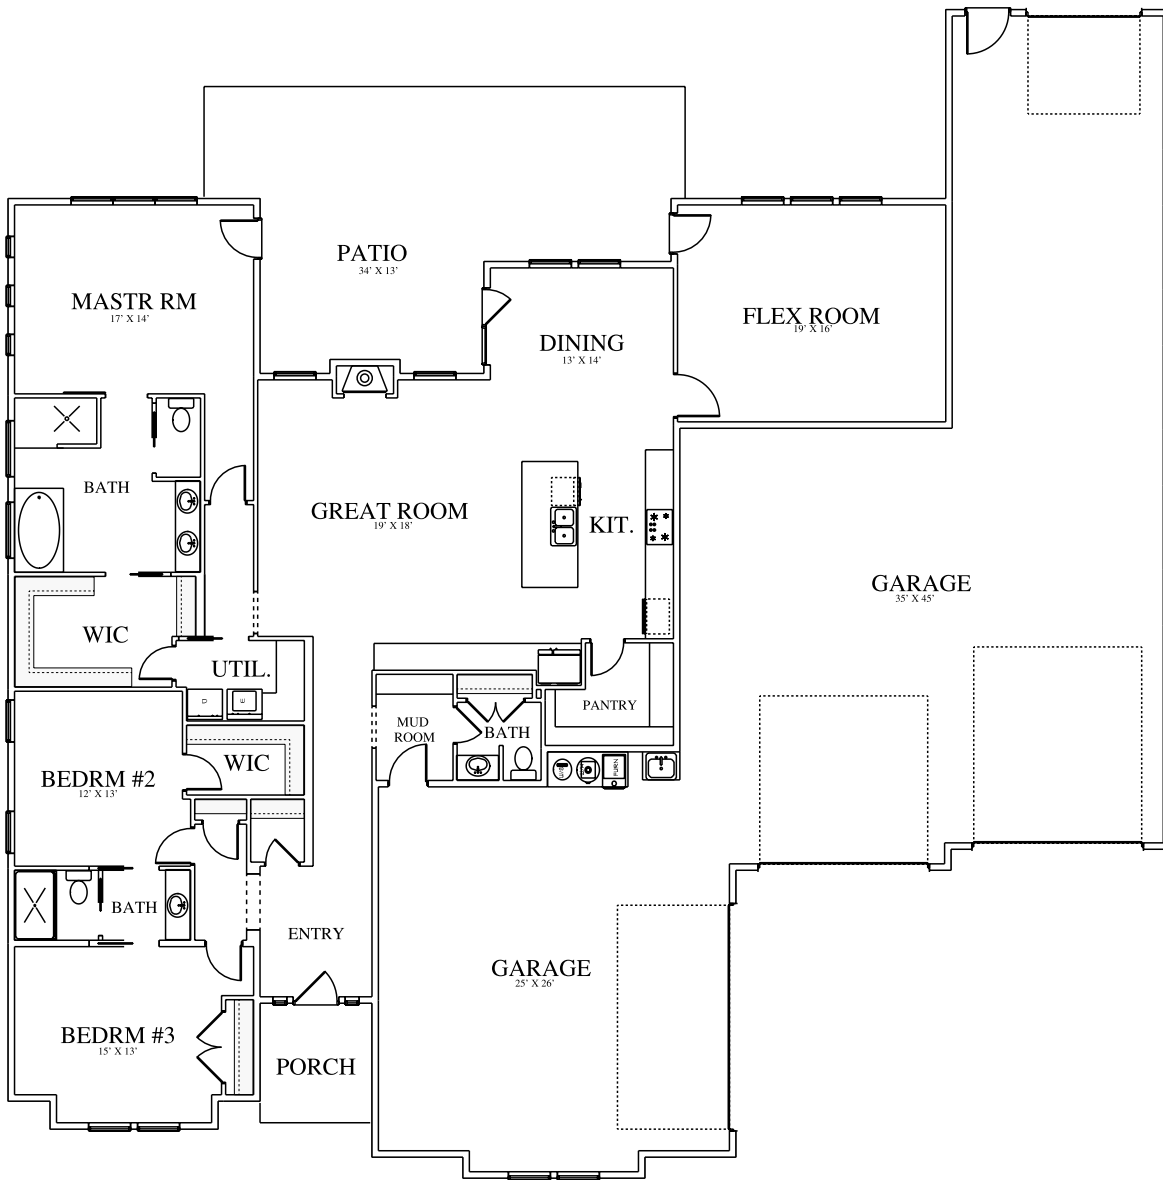 PATIO
34' X 13'
MASTR RM
17' X 14'
FLEX ROOM
19' X 16'
DINING
13' X 14'
BATH
GREAT ROOM
19' X 18'
KIT.
GARAGE
35' X 45'
WIC
UTIL.
D
E
PANTRY
MUD
ROOM
BATH
WIC
FURN
BEDRM #2
12' X 13'
BATH
ENTRY
GARAGE
25' X 26'
BEDRM #3
15' X 13'
PORCH